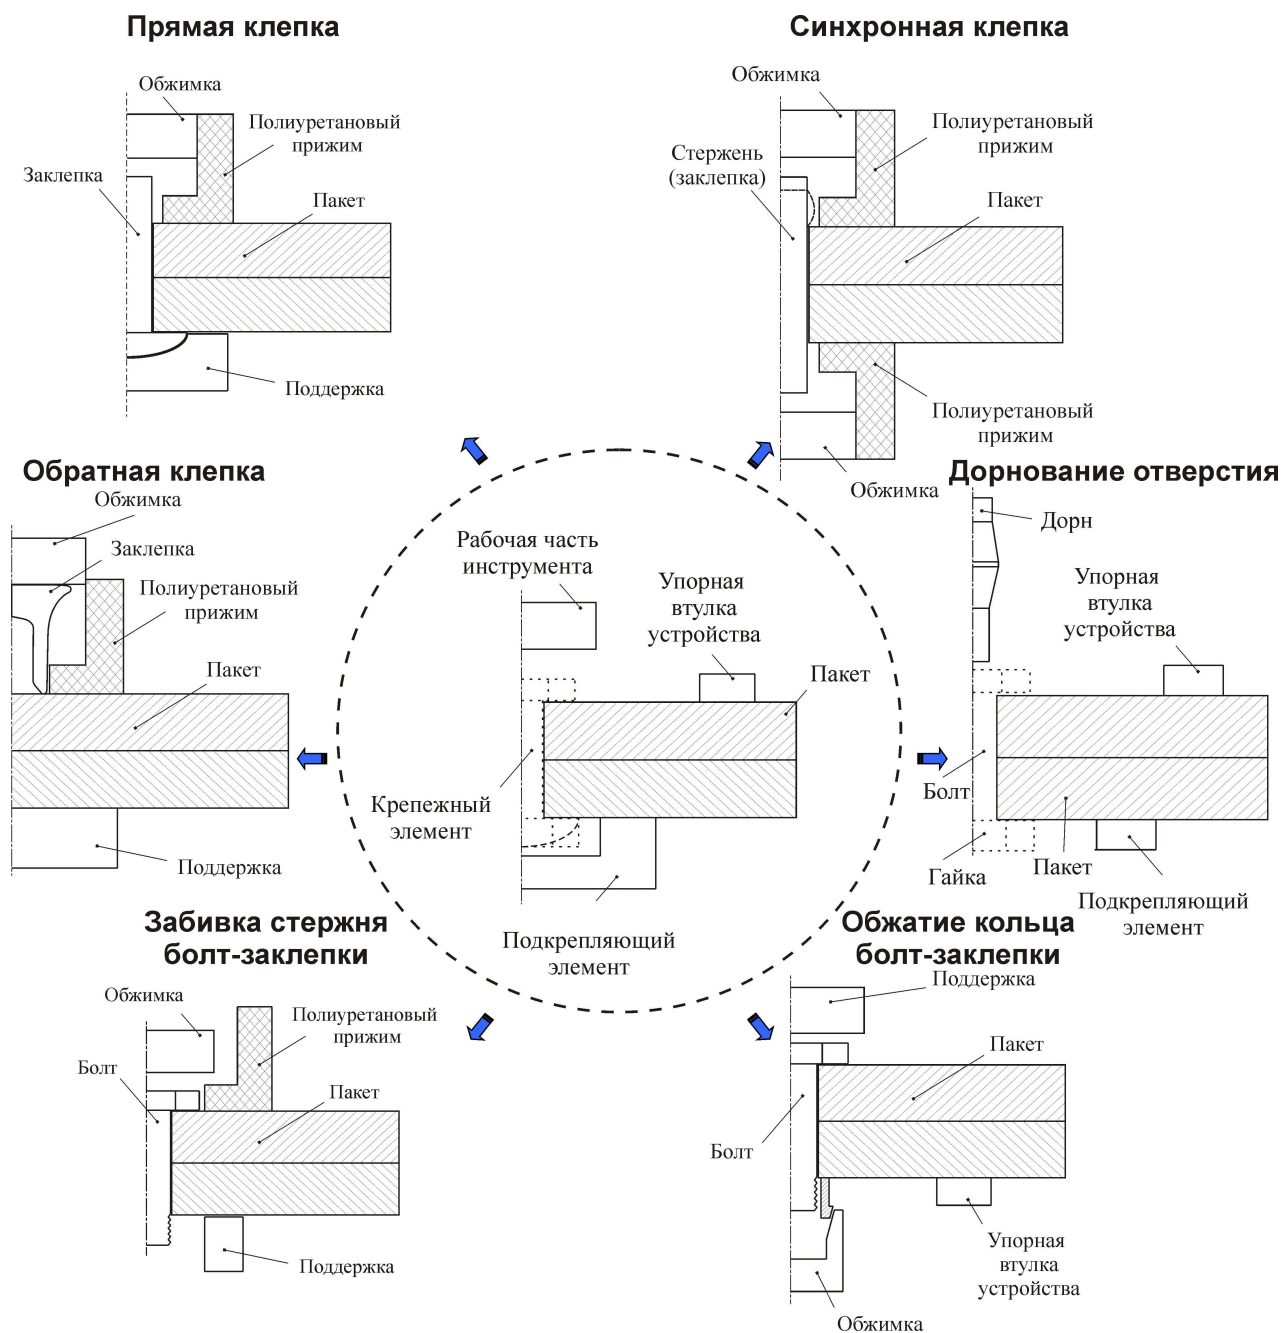 Прямая клепка
Обжимка
Полиуретановый
прижим
Заклепка
Пакет
Поддержка
Синхронная клепка
Обжимка
Полиуретановый
прижим
Стержень
(заклепка)
Пакет
Полиуретановый
прижим
Обжимка
Обратная клепка
Обжимка
Заклепка
Полиуретановый
прижим
Пакет
Поддержка
Рабочая часть
инструмента
Упорная
втулка
устройства
Пакет
Крепежный
элемент
Подкрепляющий
элемент
Дорнование отверстия
Дорн
Упорная
втулка
устройства
Болт
Гайка
Пакет
Подкрепляющий
элемент
Забивка стержня
болт-заклепки
Обжимка
Полиуретановый
прижим
Болт
Пакет
Поддержка
Обжатие кольца
болт-заклепки
Поддержка
Пакет
Болт
Упорная
втулка
устройства
Обжимка